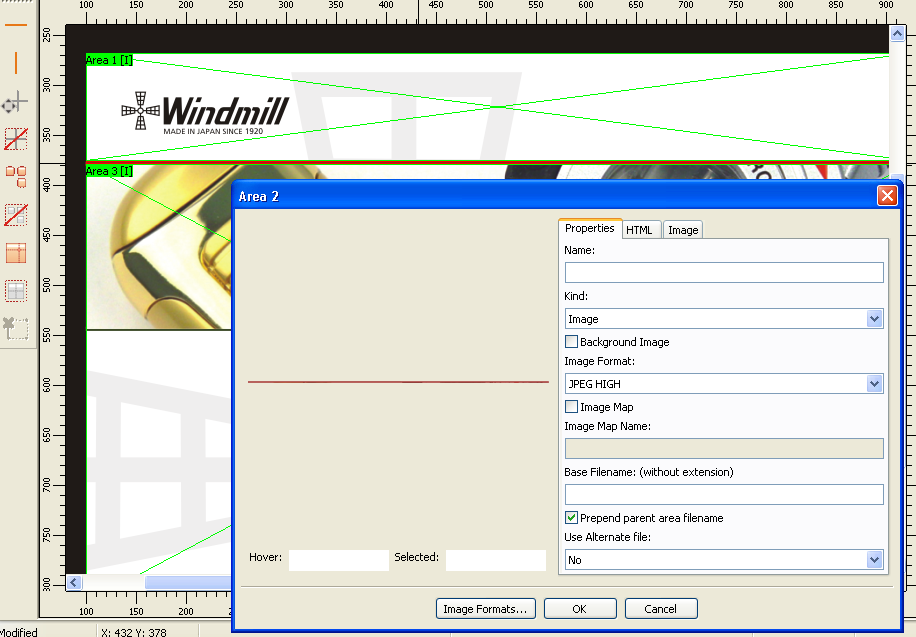 100 150 200 250 300 350 400 450 500 550 600 650 700 750 800 850 900
250
300
350
400
450
500
550
600
650
700
750
300
Area 1 [I]
Windmill
MADE IN JAPAN SINCE 1920
Area 3 [I]
Area 2
Properties HTML Image
Name:
Kind:
Image
Background Image
Image Format:
JPEG HIGH
Image Map
Image Map Name:
Base Filename: (without extension)
Prepend parent area filename
Use Alternate file:
No
Hover: Selected:
Image Formats... OK Cancel
100 150 200
Modified X: 432 Y: 378